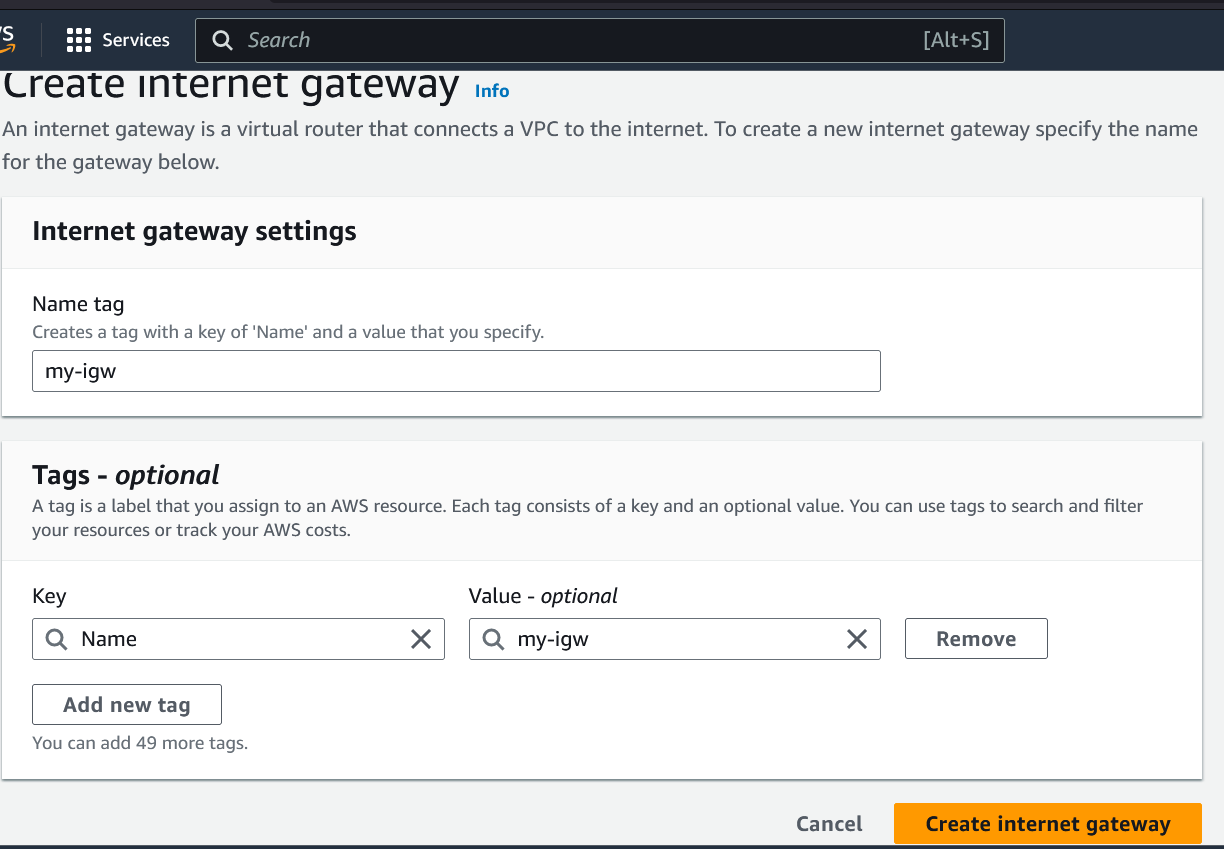 Services
Search
[Alt+S]
Create internet gateway Info
An internet gateway is a virtual router that connects a VPC to the internet. To create a new internet gateway specify the name
for the gateway below.
Internet gateway settings
Name tag
Creates a tag with a key of 'Name' and a value that you specify.
my-igw
Tags - optional
A tag is a label that you assign to an AWS resource. Each tag consists of a key and an optional value. You can use tags to search and filter
your resources or track your AWS costs.
Key
Value - optional
Name
my-igw
Remove
Add new tag
You can add 49 more tags.
Cancel
Create internet gateway